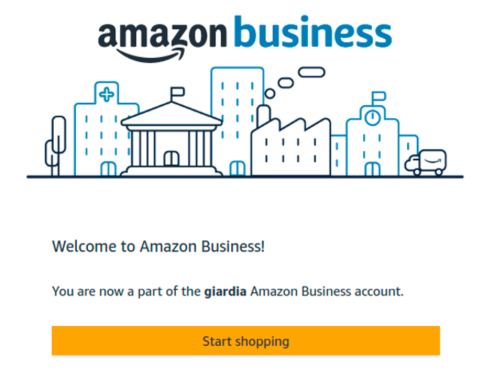 amazon business
Welcome to Amazon Business!
You are now a part of the giardia Amazon Business account.
Start shopping